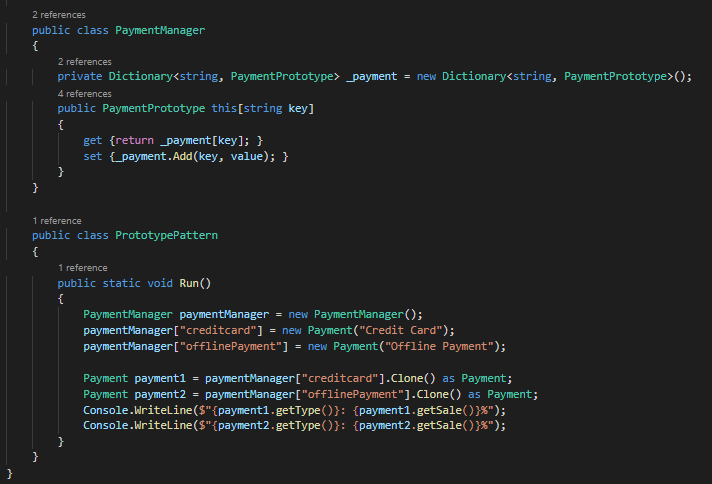 2 references
public class PaymentManager
{
2 references
private Dictionary<string, PaymentPrototype> _payment = new Dictionary<string, PaymentPrototype>();
4 references
public PaymentPrototype this[string key]
{
get {return _payment[key]; }
set {_payment.Add(key, value); }
}
}
1 reference
public class PrototypePattern
{
1 reference
public static void Run()
{
PaymentManager paymentManager = new PaymentManager();
paymentManager["creditcard"] = new Payment("Credit Card");
paymentManager["offlinePayment"] = new Payment("Offline Payment");
Payment payment1 = paymentManager["creditcard"].Clone() as Payment;
Payment payment2 = paymentManager["offlinePayment"].Clone() as Payment;
Console.WriteLine($"{payment1.getType()}: {payment1.getSale()}%");
Console.WriteLine($"{payment2.getType()}: {payment2.getSale()}%");
}
}
}